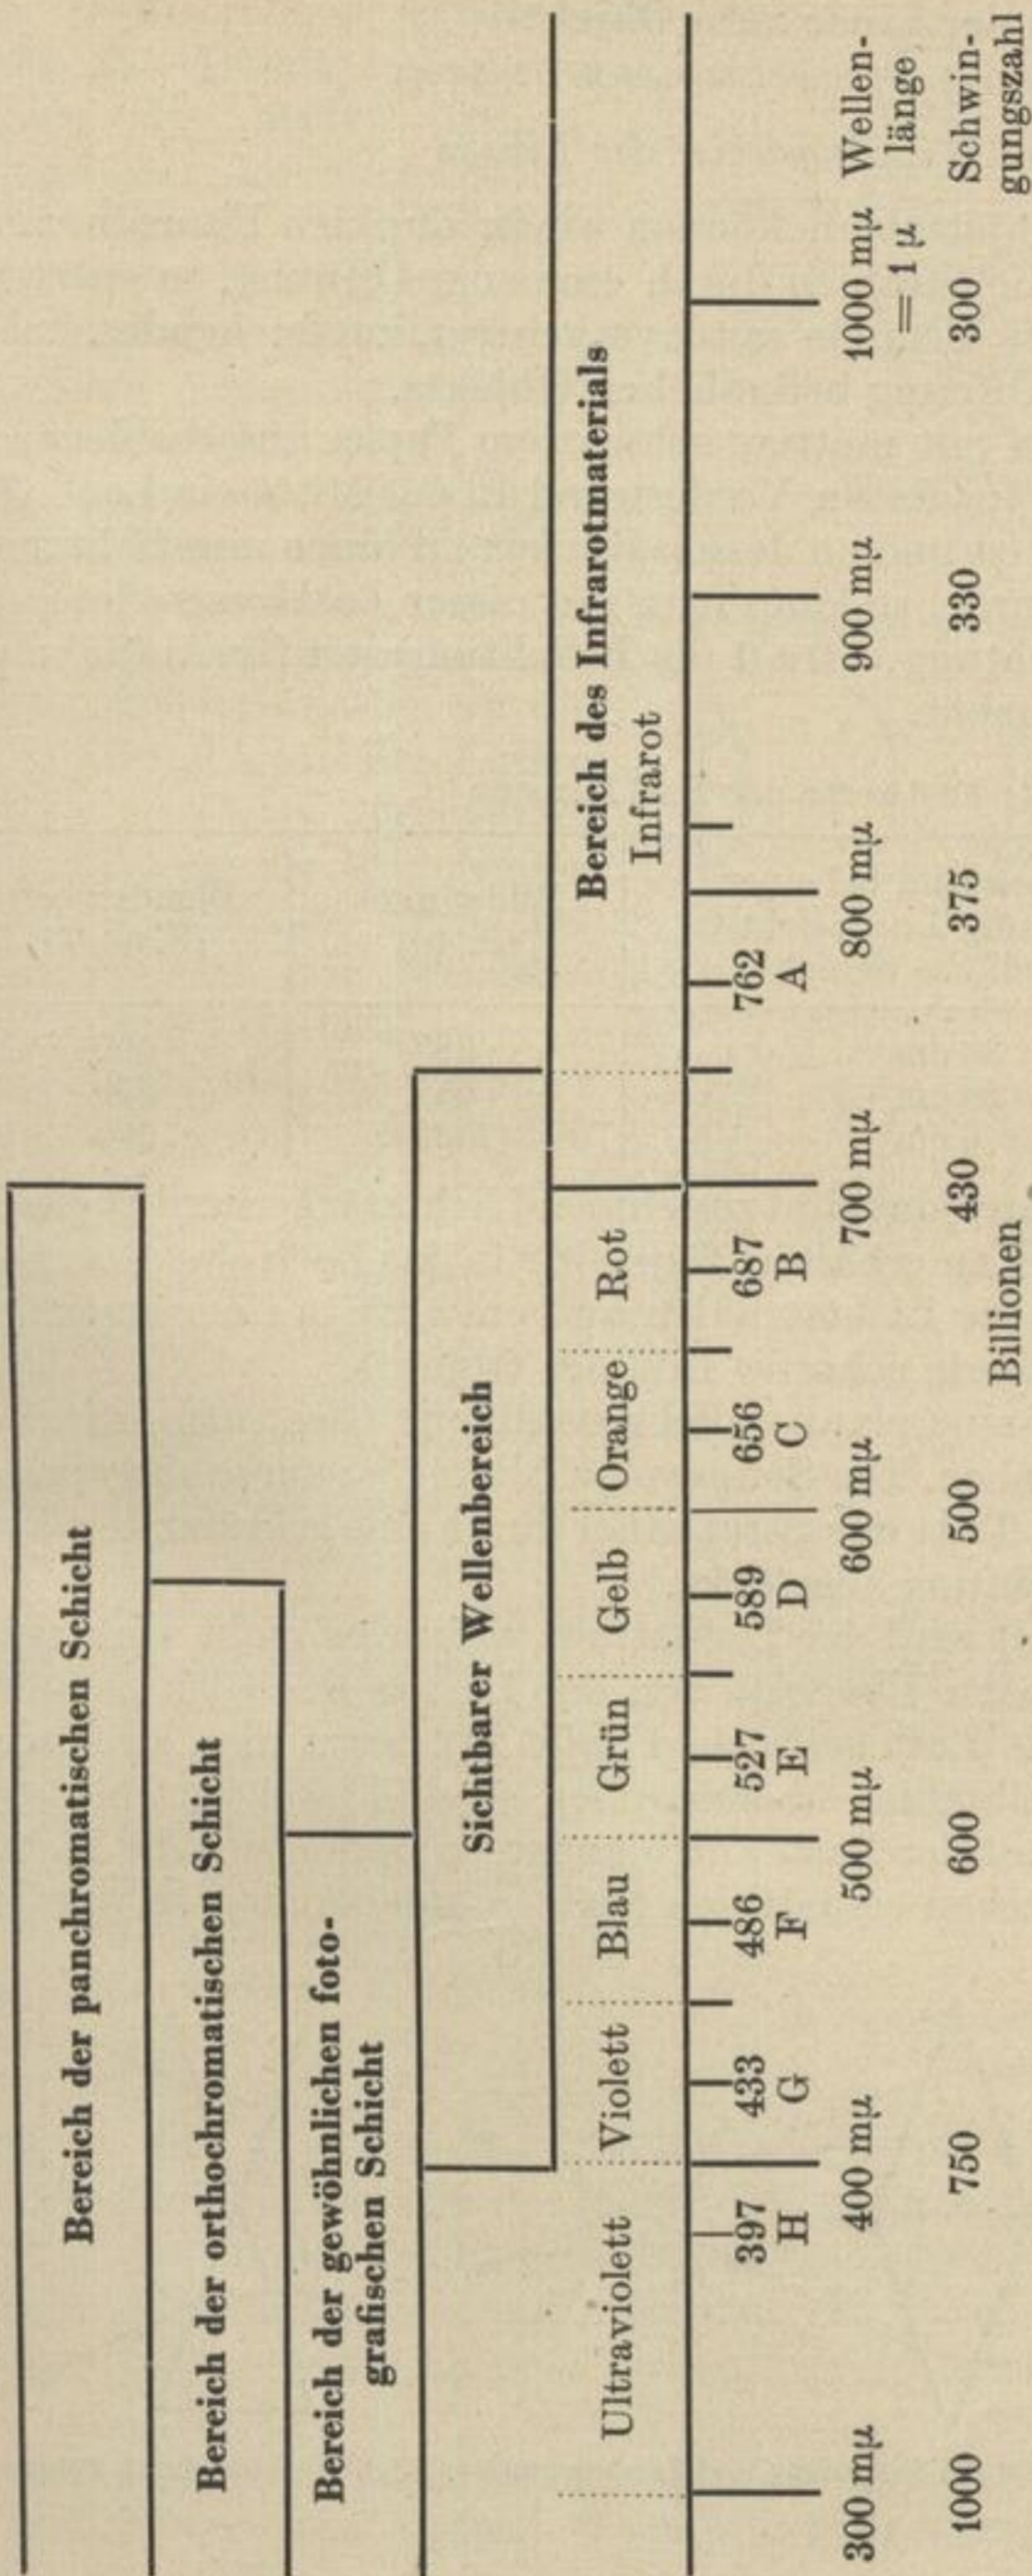 Bereich der panchromatischen Schicht
Bereich der orthochromatischen Schicht
Bereich der gewöhnlichen foto-
grafischen Schicht
Sichtbarer Wellenbereich
Bereich des Infrarotmaterials
Ultraviolett Violett Blau Grün Gelb Orange Rot Infrarot
397 433 486 527 589 656 687 762
H G F E D C B A
300 mµ 400 mµ 500 mµ 600 mµ 700 mµ 800 mµ 900 mµ 1000 mµ Wellen-
= 1 µ länge
1000 750 600 500 430 375 330 300 Schwin-
Billionen gungszahl